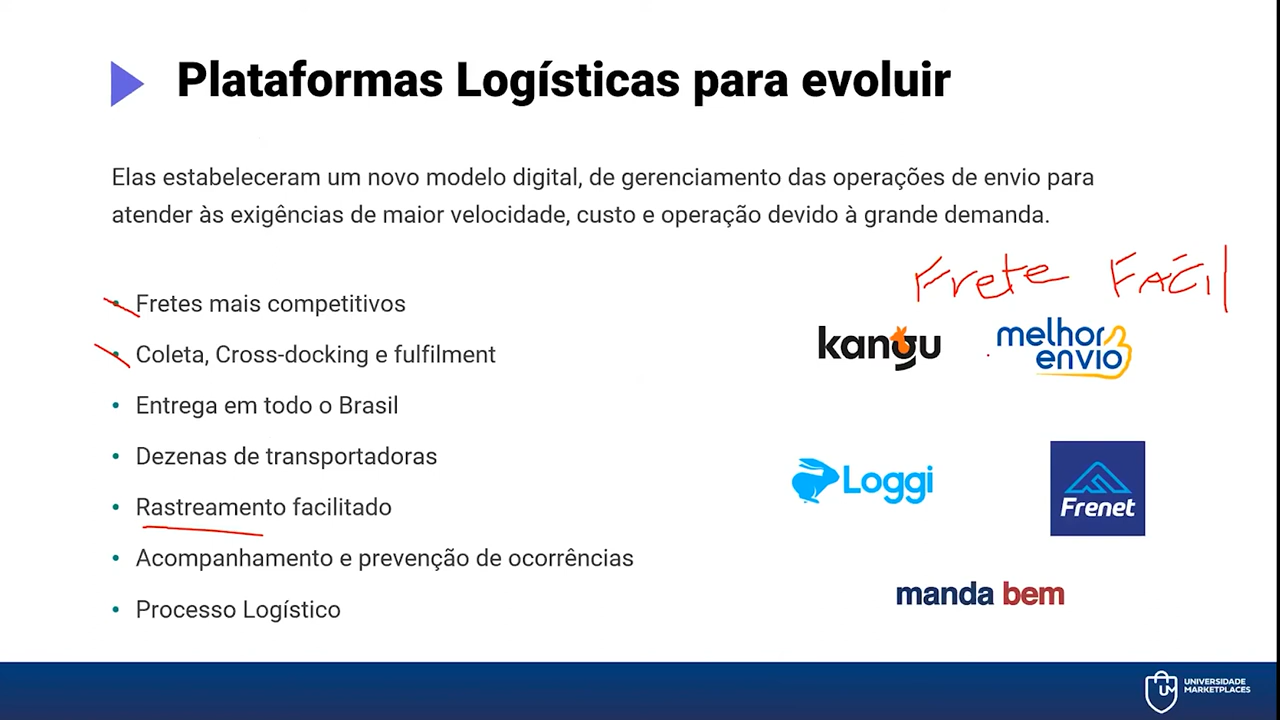 Plataformas Logísticas para evoluir
Elas estabeleceram um novo modelo digital, de gerenciamento das operações de envio para
atender às exigências de maior velocidade, custo e operação devido à grande demanda.
• Fretes mais competitivos
• Coleta, Cross-docking e fulfilment
• Entrega em todo o Brasil
• Dezenas de transportadoras
• Rastreamento facilitado
• Acompanhamento e prevenção de ocorrências
• Processo Logístico
Frete FÁCIL
kangu
melhor
envio
Loggi
Frenet
manda bem
UM
UNIVERSIDADE
MARKETPLACES